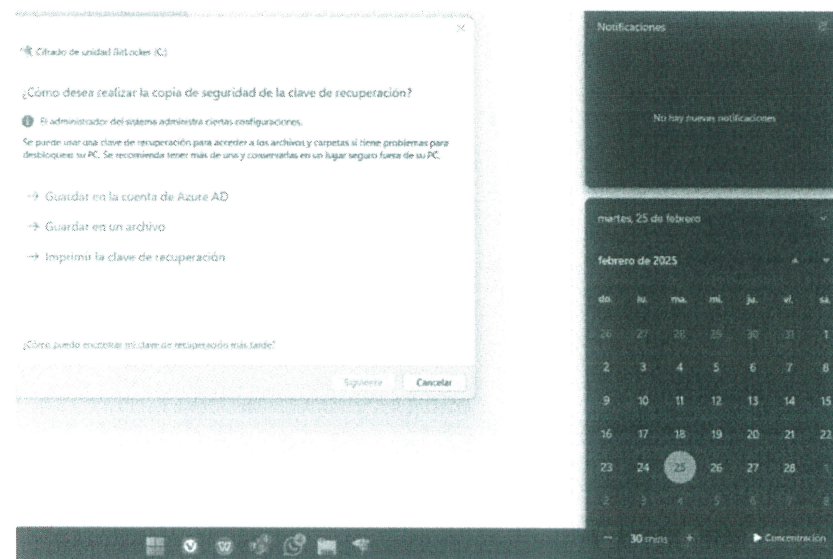 Cifrado de unidad BitLocker (C:)
¿Cómo desea realizar la copia de seguridad de la clave de recuperación?
El administrador del sistema administra ciertas configuraciones.
Se puede usar una clave de recuperación para acceder a los archivos y carpetas si tiene problemas para
desbloquear su PC. Se recomienda tener más de una y conservarlas en un lugar seguro fuera de su PC.
→ Guardar en la cuenta de Azure AD
→ Guardar en un archivo
→ Imprimir la clave de recuperación
¿Cómo puedo encontrar mi clave de recuperación más tarde?
Siguiente Cancelar
Notificaciones
No hay nuevas notificaciones
martes, 25 de febrero
febrero de 2025
do. lu. ma. mi. ju. vi. sá.
26 27 28 29 30 31 1
2 3 4 5 6 7 8
9 10 11 12 13 14 15
16 17 18 19 20 21 22
23 24 25 26 27 28 1
2 3 4 5 6 7 8
30 mins
Concentración